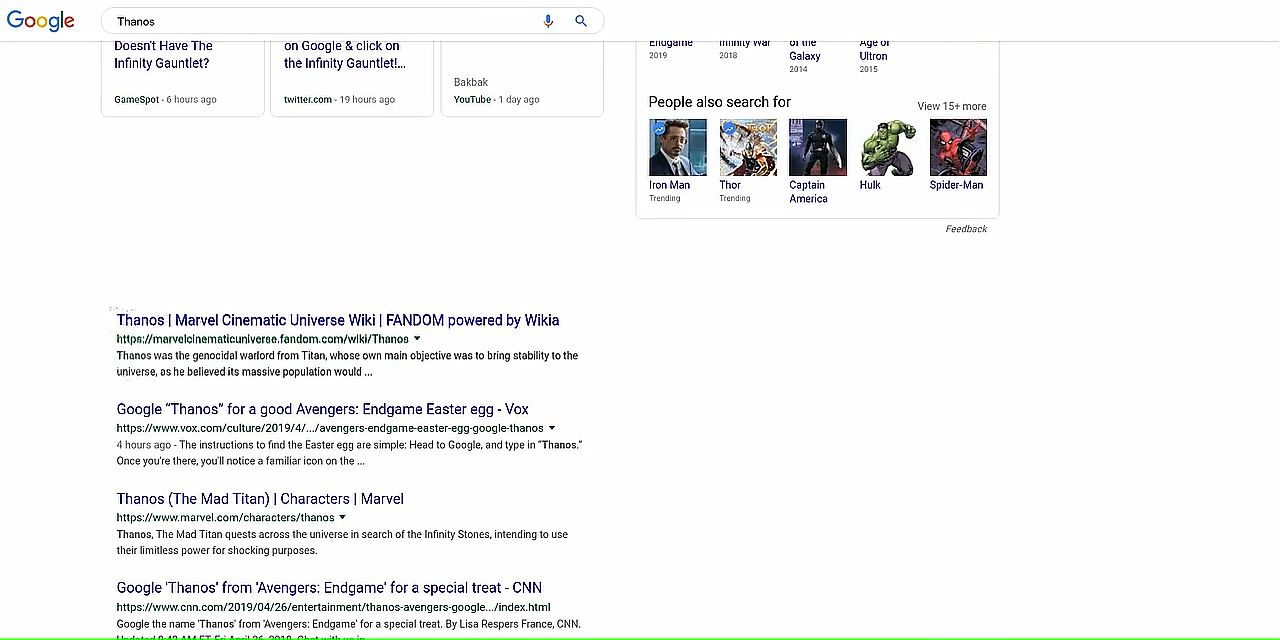 Google
Thanos
Doesn't Have The
Infinity Gauntlet?
GameSpot - 6 hours ago
on Google & click on
the Infinity Gauntlet!...
twitter.com - 19 hours ago
Bakbak
YouTube - 1 day ago
Endgame
2019
Infinity War
2018
of the
Galaxy
2014
Age of
Ultron
2015
People also search for
View 15+ more
Iron Man
Trending
Thor
Trending
Captain
America
Hulk
Spider-Man
Feedback
Thanos | Marvel Cinematic Universe Wiki | FANDOM powered by Wikia
https://marvelcinematicuniverse.fandom.com/wiki/Thanos
Thanos was the genocidal warlord from Titan, whose own main objective was to bring stability to the
universe, as he believed its massive population would ...
Google “Thanos” for a good Avengers: Endgame Easter egg - Vox
https://www.vox.com/culture/2019/4/.../avengers-endgame-easter-egg-google-thanos
4 hours ago - The instructions to find the Easter egg are simple: Head to Google, and type in “Thanos.”
Once you're there, you'll notice a familiar icon on the ...
Thanos (The Mad Titan) | Characters | Marvel
https://www.marvel.com/characters/thanos
Thanos, The Mad Titan quests across the universe in search of the Infinity Stones, intending to use
their limitless power for shocking purposes.
Google 'Thanos' from 'Avengers: Endgame' for a special treat - CNN
https://www.cnn.com/2019/04/26/entertainment/thanos-avengers-google.../index.html
Google the name 'Thanos' from 'Avengers: Endgame' for a special treat. By Lisa Respers France, CNN.